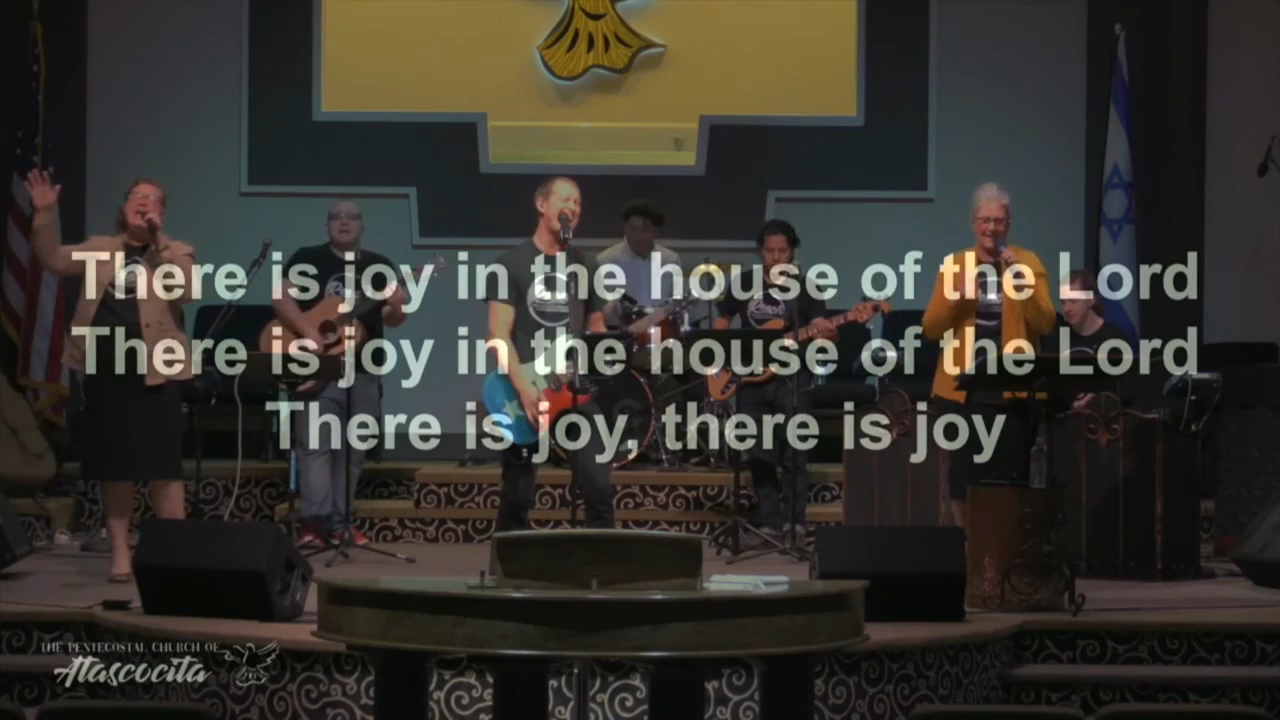 There is joy in the house of the Lord
There is joy in the house of the Lord
There is joy, there is joy
THE PENTECOSTAL CHURCH OF
Atascocita